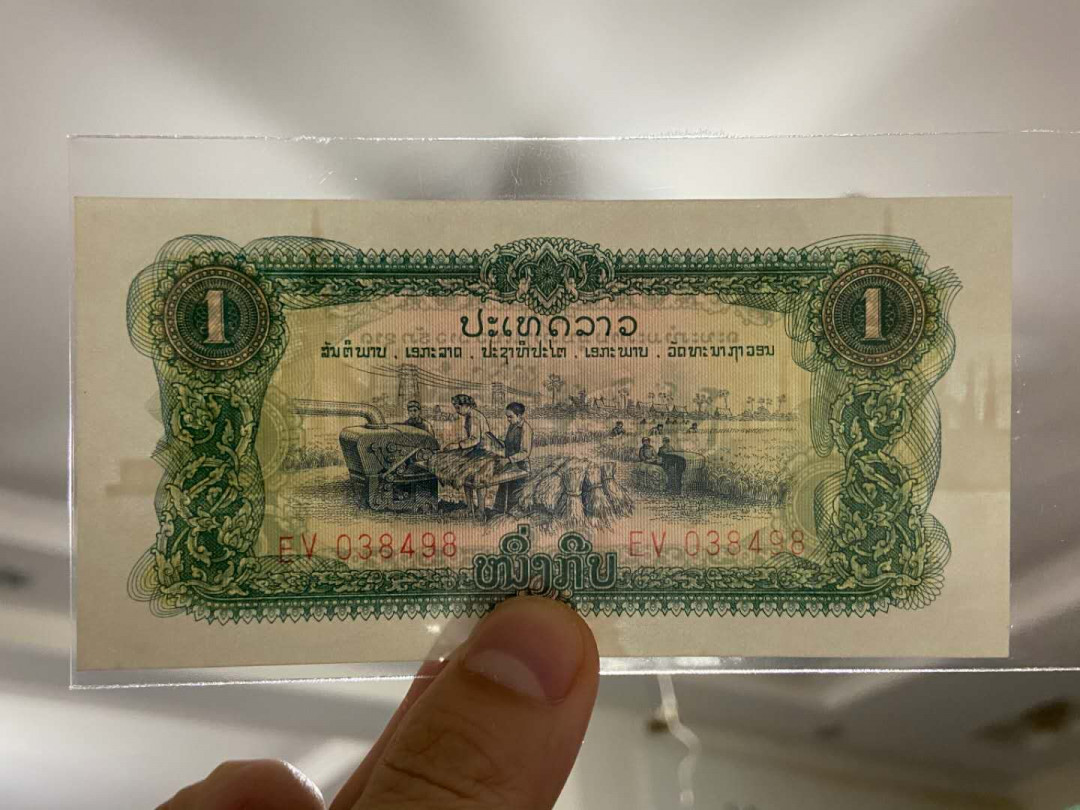 1 1
ປະເທດລາວ
ສັນຕິພາບ . ເອກະລາດ . ປະຊາທິປະໄຕ . ເອກະພາບ . ວັດທະນາຖາວອນ
EV 038498 EV 038498
ໜຶ່ງກີບ